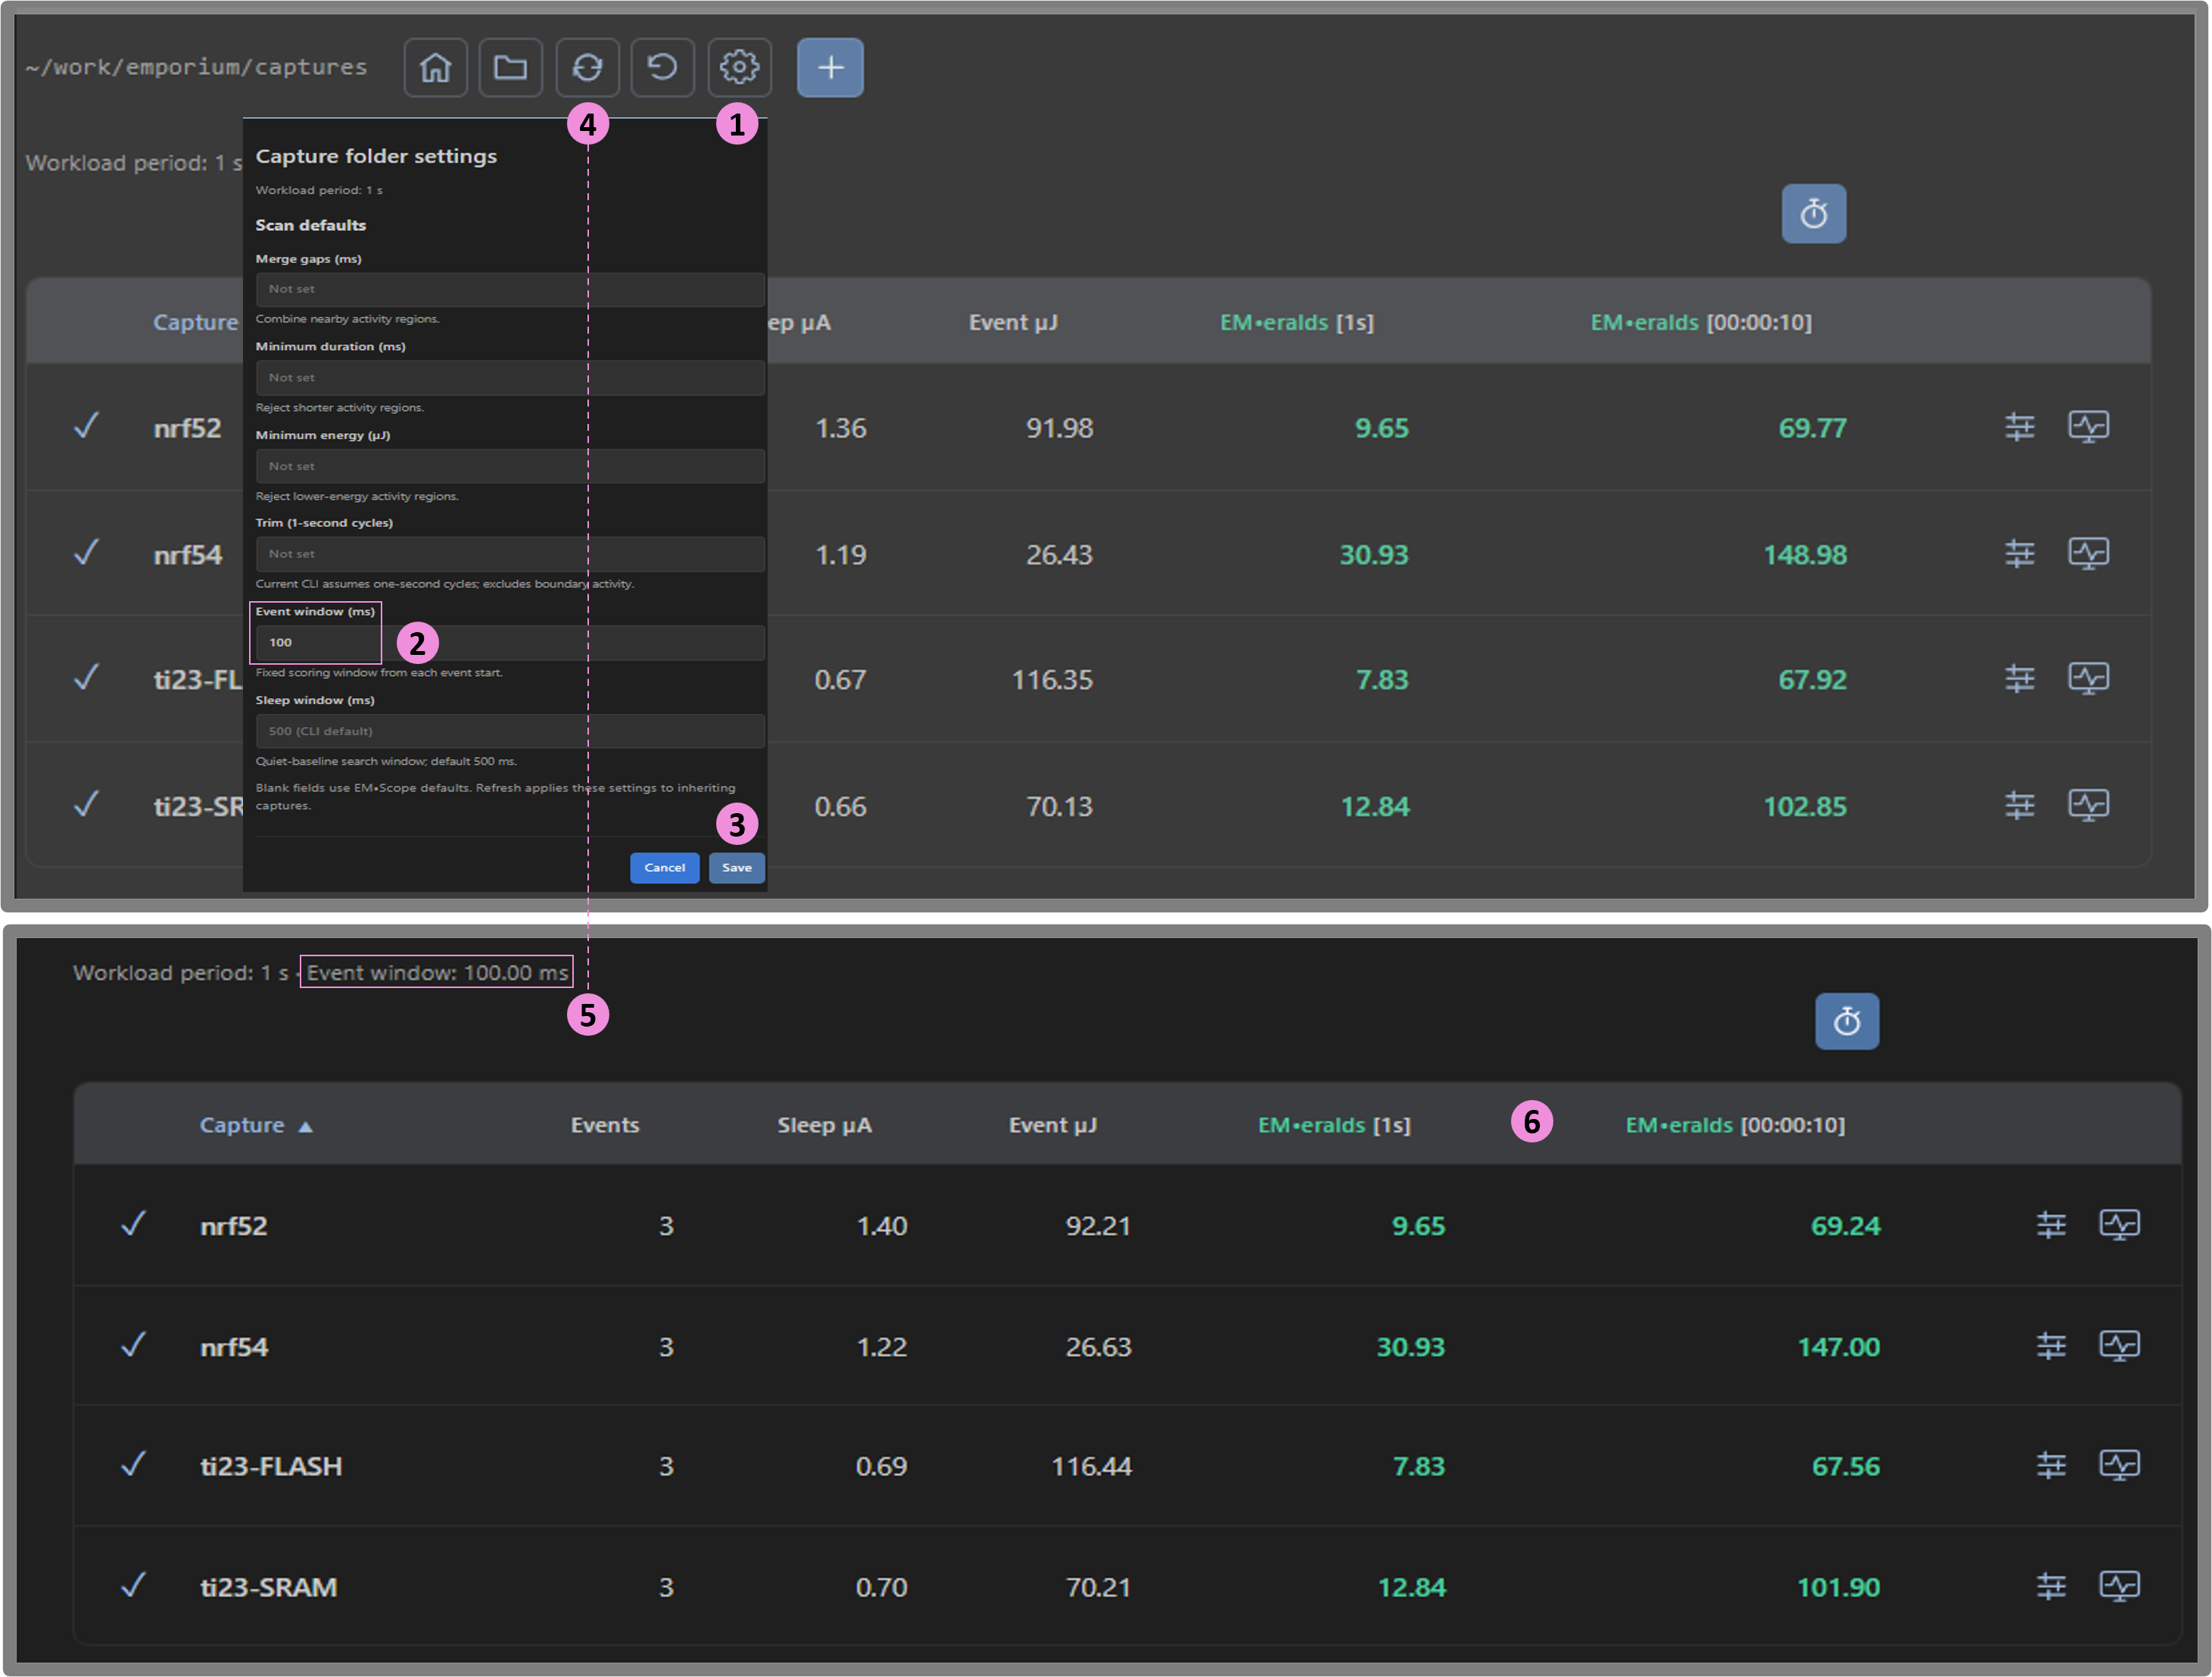 ~/work/emporium/captures
4
1
Workload period: 1 s
Capture folder settings
Workload period: 1 s
Scan defaults
Merge gaps (ms)
Not set
Combine nearby activity regions.
Minimum duration (ms)
Not set
Reject shorter activity regions.
Minimum energy (µJ)
Not set
Reject lower-energy activity regions.
Trim (1-second cycles)
Not set
Current CLI assumes one-second cycles; excludes boundary activity.
Event window (ms)
100
2
Fixed scoring window from each event start.
Sleep window (ms)
500 (CLI default)
Quiet-baseline search window; default 500 ms.
Blank fields use EM•Scope defaults. Refresh applies these settings to inheriting
captures.
3
Cancel Save
Capture ep µA Event µJ EM•eralds [1s] EM•eralds [00:00:10]
nrf52 1.36 91.98 9.65 69.77
nrf54 1.19 26.43 30.93 148.98
ti23-FL 0.67 116.35 7.83 67.92
ti23-SR 0.66 70.13 12.84 102.85
Workload period: 1 s · Event window: 100.00 ms
5
Capture ▲ Events Sleep µA Event µJ EM•eralds [1s] 6 EM•eralds [00:00:10]
nrf52 3 1.40 92.21 9.65 69.24
nrf54 3 1.22 26.63 30.93 147.00
ti23-FLASH 3 0.69 116.44 7.83 67.56
ti23-SRAM 3 0.70 70.21 12.84 101.90